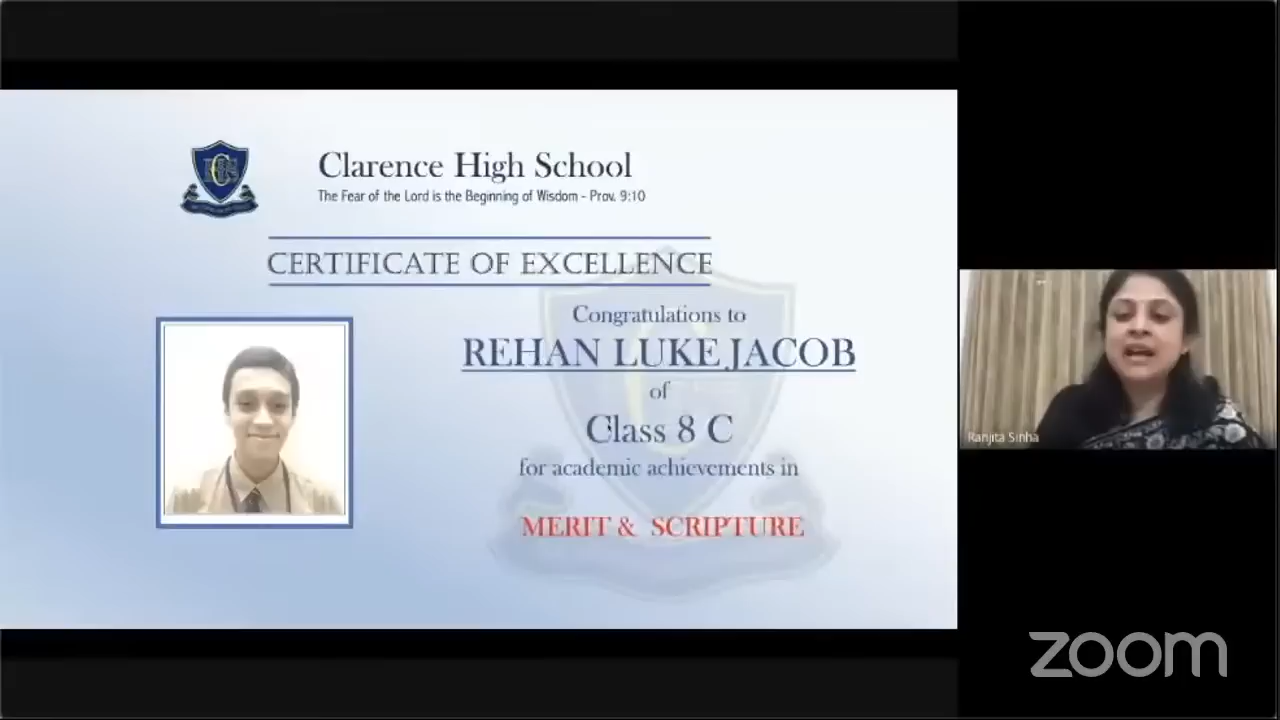 Clarence High School
The Fear of the Lord is the Beginning of Wisdom - Prov. 9:10
CERTIFICATE OF EXCELLENCE
Congratulations to
REHAN LUKE JACOB
of
Class 8 C
for academic achievements in
MERIT & SCRIPTURE
Ranjita Sinha
zoom